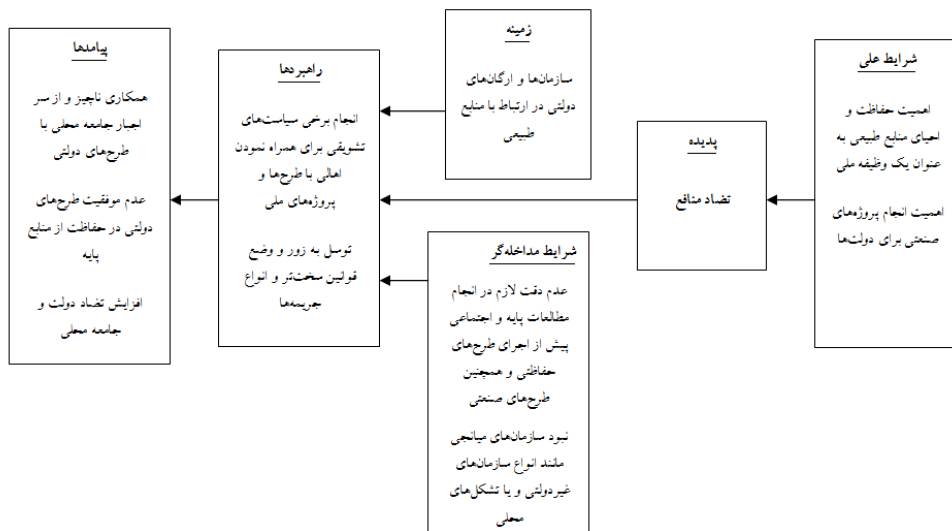 شرایط علی
اهمیت حفاظت و
احیای منابع طبیعی به
عنوان یک وظیفه ملی
اهمیت انجام پروژه‌های
صنعتی برای دولت‌ها
پدیده
تضاد منافع
زمینه
سازمان‌ها و ارگان‌های
دولتی در ارتباط با منابع
طبیعی
شرایط مداخله‌گر
عدم دقت لازم در انجام
مطالعات پایه و اجتماعی
پیش از اجرای طرح‌های
حفاظتی و همچنین
طرح‌های صنعتی
نبود سازمان‌های میانجی
مانند انواع سازمان‌های
غیردولتی و یا تشکل‌های
محلی
راهبردها
انجام برخی سیاست‌های
تشویقی برای همراه نمودن
اهالی با طرح‌ها و
پروژه‌های ملی
توسل به زور و وضع
قوانین سخت‌تر و انواع
جریمه‌ها
پیامدها
همکاری ناچیز و از سر
اجبار جامعه محلی با
طرح‌های دولتی
عدم موفقیت طرح‌های
دولتی در حفاظت از منابع
پایه
افزایش تضاد دولت و
جامعه محلی